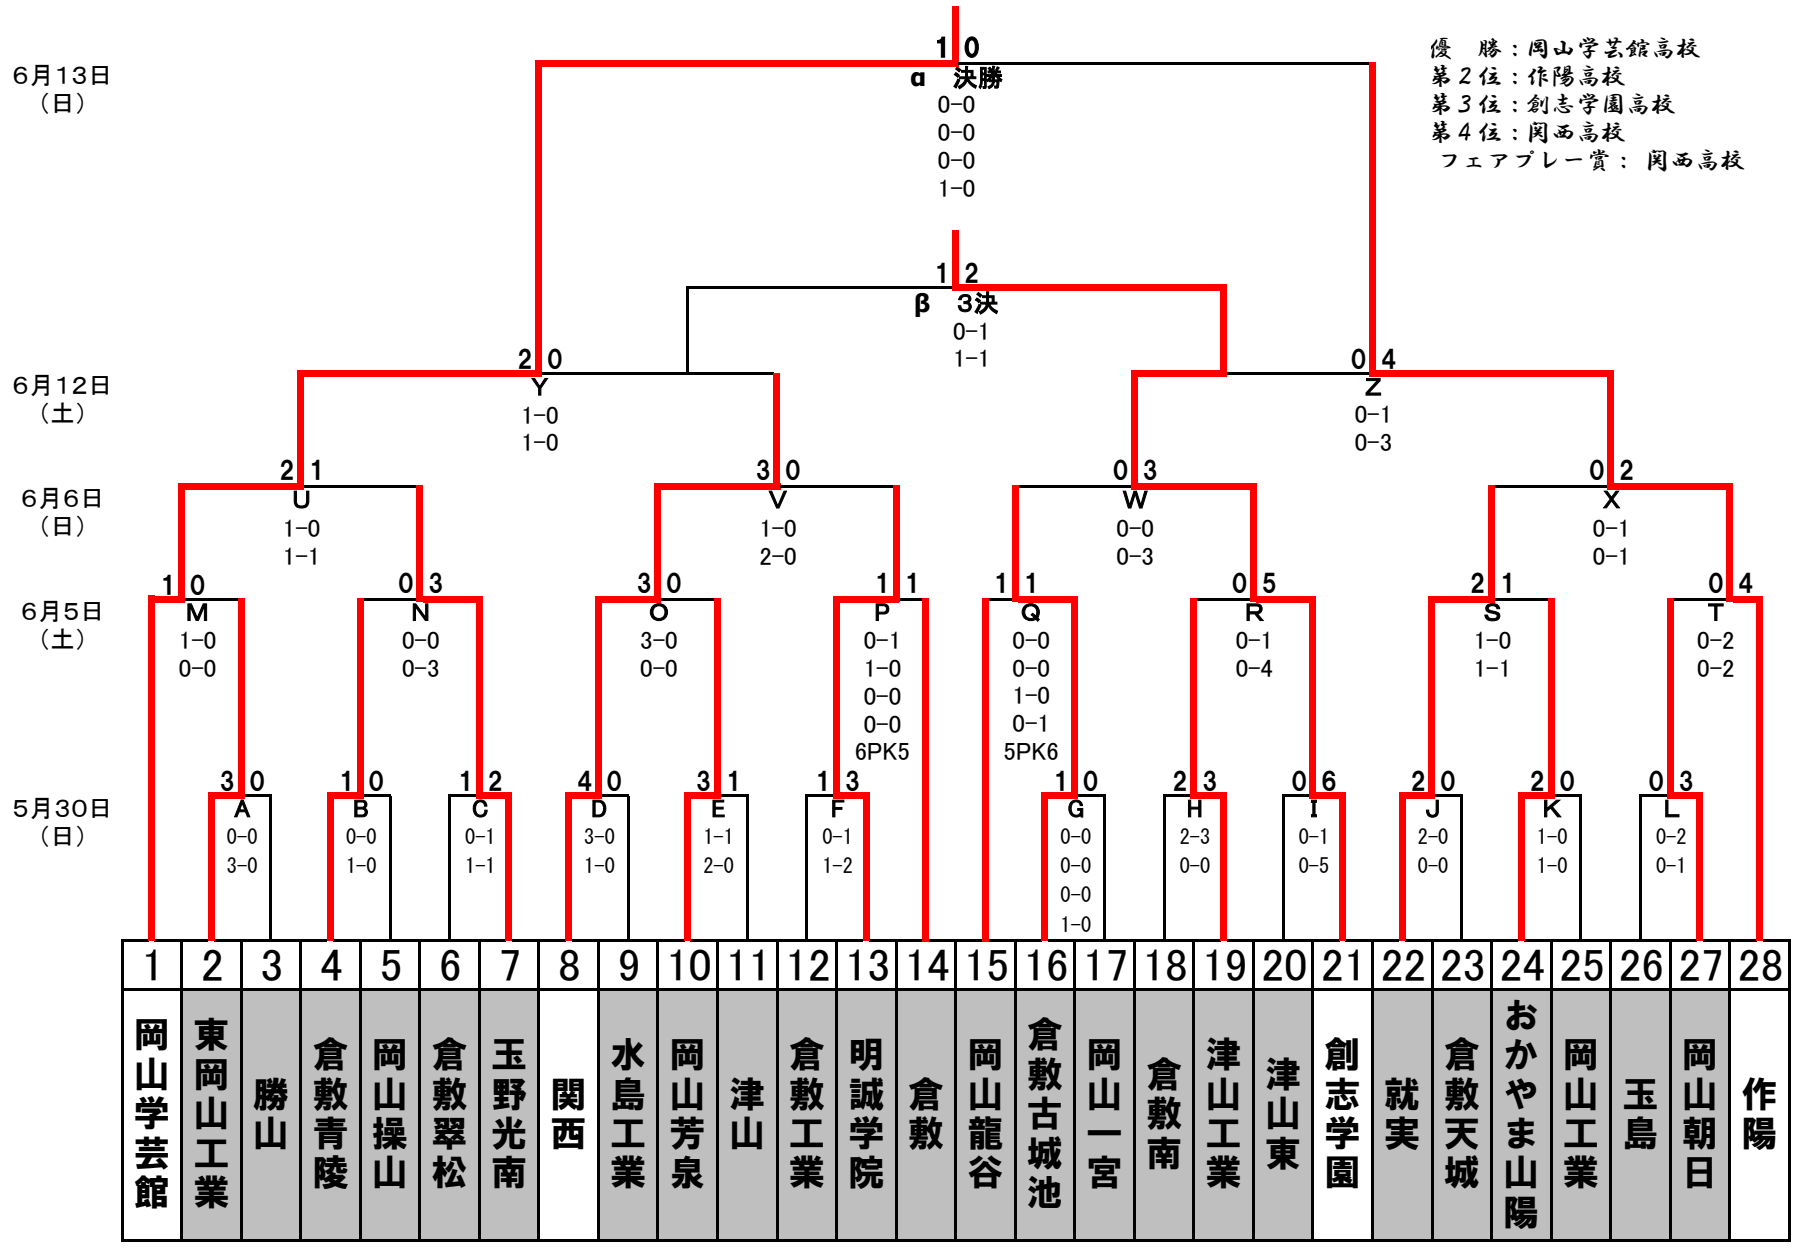 優　勝：岡山学芸館高校
第２位：作陽高校
第３位：創志学園高校
第４位：関西高校
フェアプレー賞： 関西高校
6月13日
（日）
1 0
α 決勝
0-0
0-0
0-0
1-0
1 2
β 3決
0-1
1-1
6月12日
（土）
2 0
Y
1-0
1-0
0 4
Z
0-1
0-3
6月6日
（日）
2 1
U
1-0
1-1
3 0
V
1-0
2-0
0 3
W
0-0
0-3
0 2
X
0-1
0-1
6月5日
（土）
1 0
M
1-0
0-0
0 3
N
0-0
0-3
3 0
O
3-0
0-0
1 1
P
0-1
1-0
0-0
0-0
6PK5
1 1
Q
0-0
0-0
1-0
0-1
5PK6
0 5
R
0-1
0-4
2 1
S
1-0
1-1
0 4
T
0-2
0-2
5月30日
（日）
3 0
A
0-0
3-0
1 0
B
0-0
1-0
1 2
C
0-1
1-1
4 0
D
3-0
1-0
3 1
E
1-1
2-0
1 3
F
0-1
1-2
1 0
G
0-0
0-0
0-0
1-0
2 3
H
2-3
0-0
0 6
I
0-1
0-5
2 0
J
2-0
0-0
2 0
K
1-0
1-0
0 3
L
0-2
0-1
1 2 3 4 5 6 7 8 9 10 11 12 13 14 15 16 17 18 19 20 21 22 23 24 25 26 27 28
岡山学芸館
東岡山工業
勝山
倉敷青陵
岡山操山
倉敷翠松
玉野光南
関西
水島工業
岡山芳泉
津山
倉敷工業
明誠学院
倉敷
岡山龍谷
倉敷古城池
岡山一宮
倉敷南
津山工業
津山東
創志学園
就実
倉敷天城
おかやま山陽
岡山工業
玉島
岡山朝日
作陽